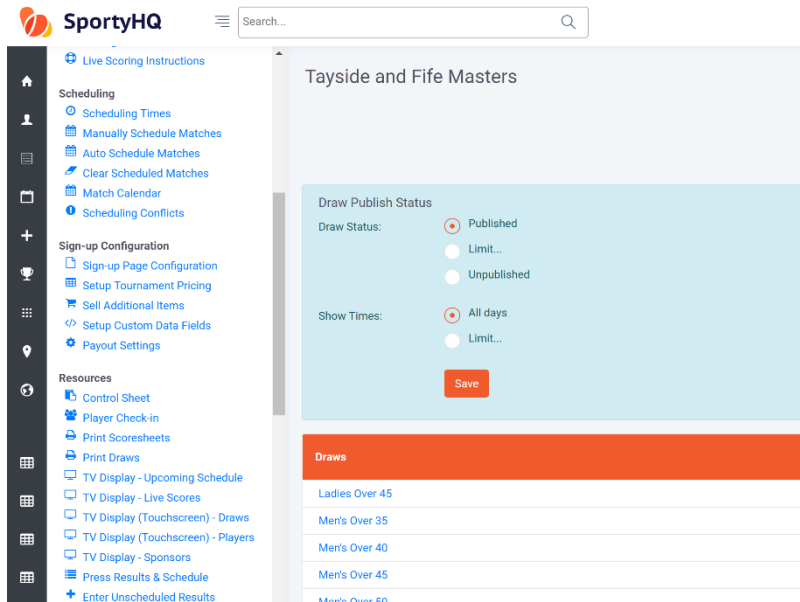 SportyHQ
Search...
Live Scoring Instructions
Scheduling
Scheduling Times
Manually Schedule Matches
Auto Schedule Matches
Clear Scheduled Matches
Match Calendar
Scheduling Conflicts
Sign-up Configuration
Sign-up Page Configuration
Setup Tournament Pricing
Sell Additional Items
Setup Custom Data Fields
Payout Settings
Resources
Control Sheet
Player Check-in
Print Scoresheets
Print Draws
TV Display - Upcoming Schedule
TV Display - Live Scores
TV Display (Touchscreen) - Draws
TV Display (Touchscreen) - Players
TV Display - Sponsors
Press Results & Schedule
Enter Unscheduled Results
Tayside and Fife Masters
Draw Publish Status
Draw Status:
Published
Limit...
Unpublished
Show Times:
All days
Limit...
Save
Draws
Ladies Over 45
Men's Over 35
Men's Over 40
Men's Over 45
Men's Over 50